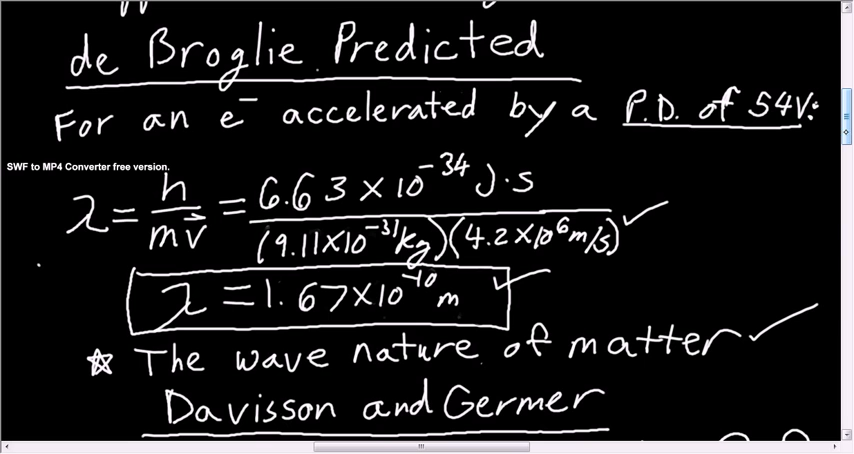 de Broglie Predicted
For an e⁻ accelerated by a P.D. of 54V:
SWF to MP4 Converter free version.
λ = h / mv⃗ = 6.63 × 10⁻³⁴ J·s / (9.11×10⁻³¹kg)(4.2×10⁶m/s) ✓
λ = 1.67×10⁻¹⁰ m ✓
☆ The wave nature of matter ✓
Davisson and Germer